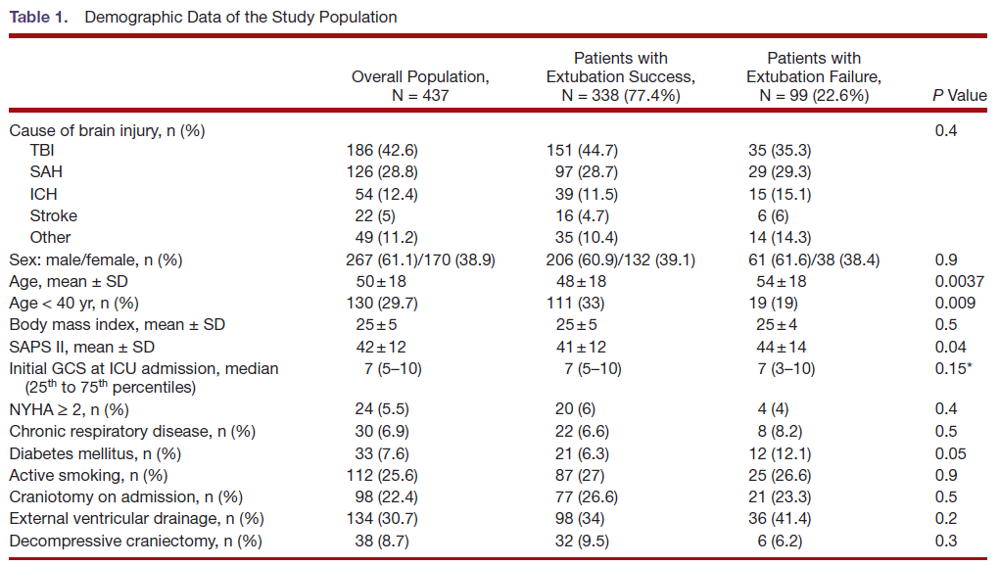 Table 1. Demographic Data of the Study Population
Overall Population, N = 437 Patients with Extubation Success, N = 338 (77.4%) Patients with Extubation Failure, N = 99 (22.6%) P Value
Cause of brain injury, n (%) 0.4
TBI 186 (42.6) 151 (44.7) 35 (35.3)
SAH 126 (28.8) 97 (28.7) 29 (29.3)
ICH 54 (12.4) 39 (11.5) 15 (15.1)
Stroke 22 (5) 16 (4.7) 6 (6)
Other 49 (11.2) 35 (10.4) 14 (14.3)
Sex: male/female, n (%) 267 (61.1)/170 (38.9) 206 (60.9)/132 (39.1) 61 (61.6)/38 (38.4) 0.9
Age, mean ± SD 50±18 48±18 54±18 0.0037
Age < 40 yr, n (%) 130 (29.7) 111 (33) 19 (19) 0.009
Body mass index, mean ± SD 25±5 25±5 25±4 0.5
SAPS II, mean ± SD 42±12 41±12 44±14 0.04
Initial GCS at ICU admission, median 7 (5–10) 7 (5–10) 7 (3–10) 0.15*
(25th to 75th percentiles)
NYHA ≥ 2, n (%) 24 (5.5) 20 (6) 4 (4) 0.4
Chronic respiratory disease, n (%) 30 (6.9) 22 (6.6) 8 (8.2) 0.5
Diabetes mellitus, n (%) 33 (7.6) 21 (6.3) 12 (12.1) 0.05
Active smoking, n (%) 112 (25.6) 87 (27) 25 (26.6) 0.9
Craniotomy on admission, n (%) 98 (22.4) 77 (26.6) 21 (23.3) 0.5
External ventricular drainage, n (%) 134 (30.7) 98 (34) 36 (41.4) 0.2
Decompressive craniectomy, n (%) 38 (8.7) 32 (9.5) 6 (6.2) 0.3